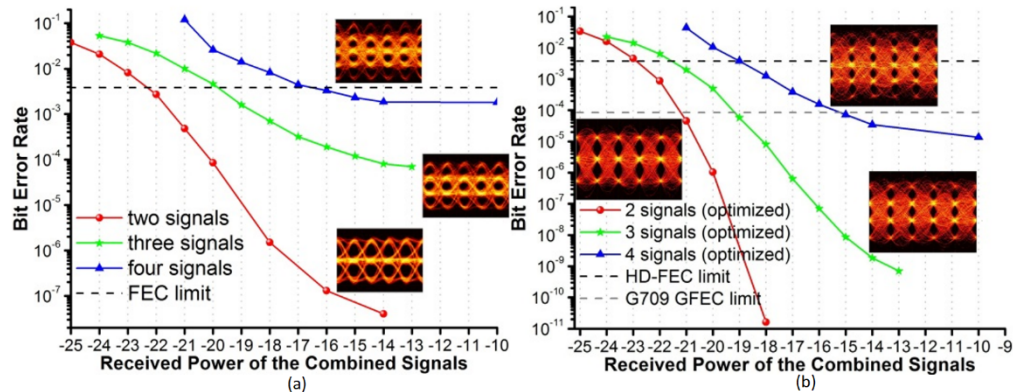 10⁻¹
10⁻²
10⁻³
10⁻⁴
10⁻⁵
10⁻⁶
10⁻⁷
Bit Error Rate
two signals
three signals
four signals
FEC limit
-25 -24 -23 -22 -21 -20 -19 -18 -17 -16 -15 -14 -13 -12 -11 -10
Received Power of the Combined Signals
(a)
10⁰
10⁻¹
10⁻²
10⁻³
10⁻⁴
10⁻⁵
10⁻⁶
10⁻⁷
10⁻⁸
10⁻⁹
10⁻¹⁰
10⁻¹¹
Bit Error Rate
2 signals (optimized)
3 signals (optimized)
4 signals (optimized)
HD-FEC limit
G709 GFEC limit
-25 -24 -23 -22 -21 -20 -19 -18 -17 -16 -15 -14 -13 -12 -11 -10 -9
Received Power of the Combined Signals
(b)